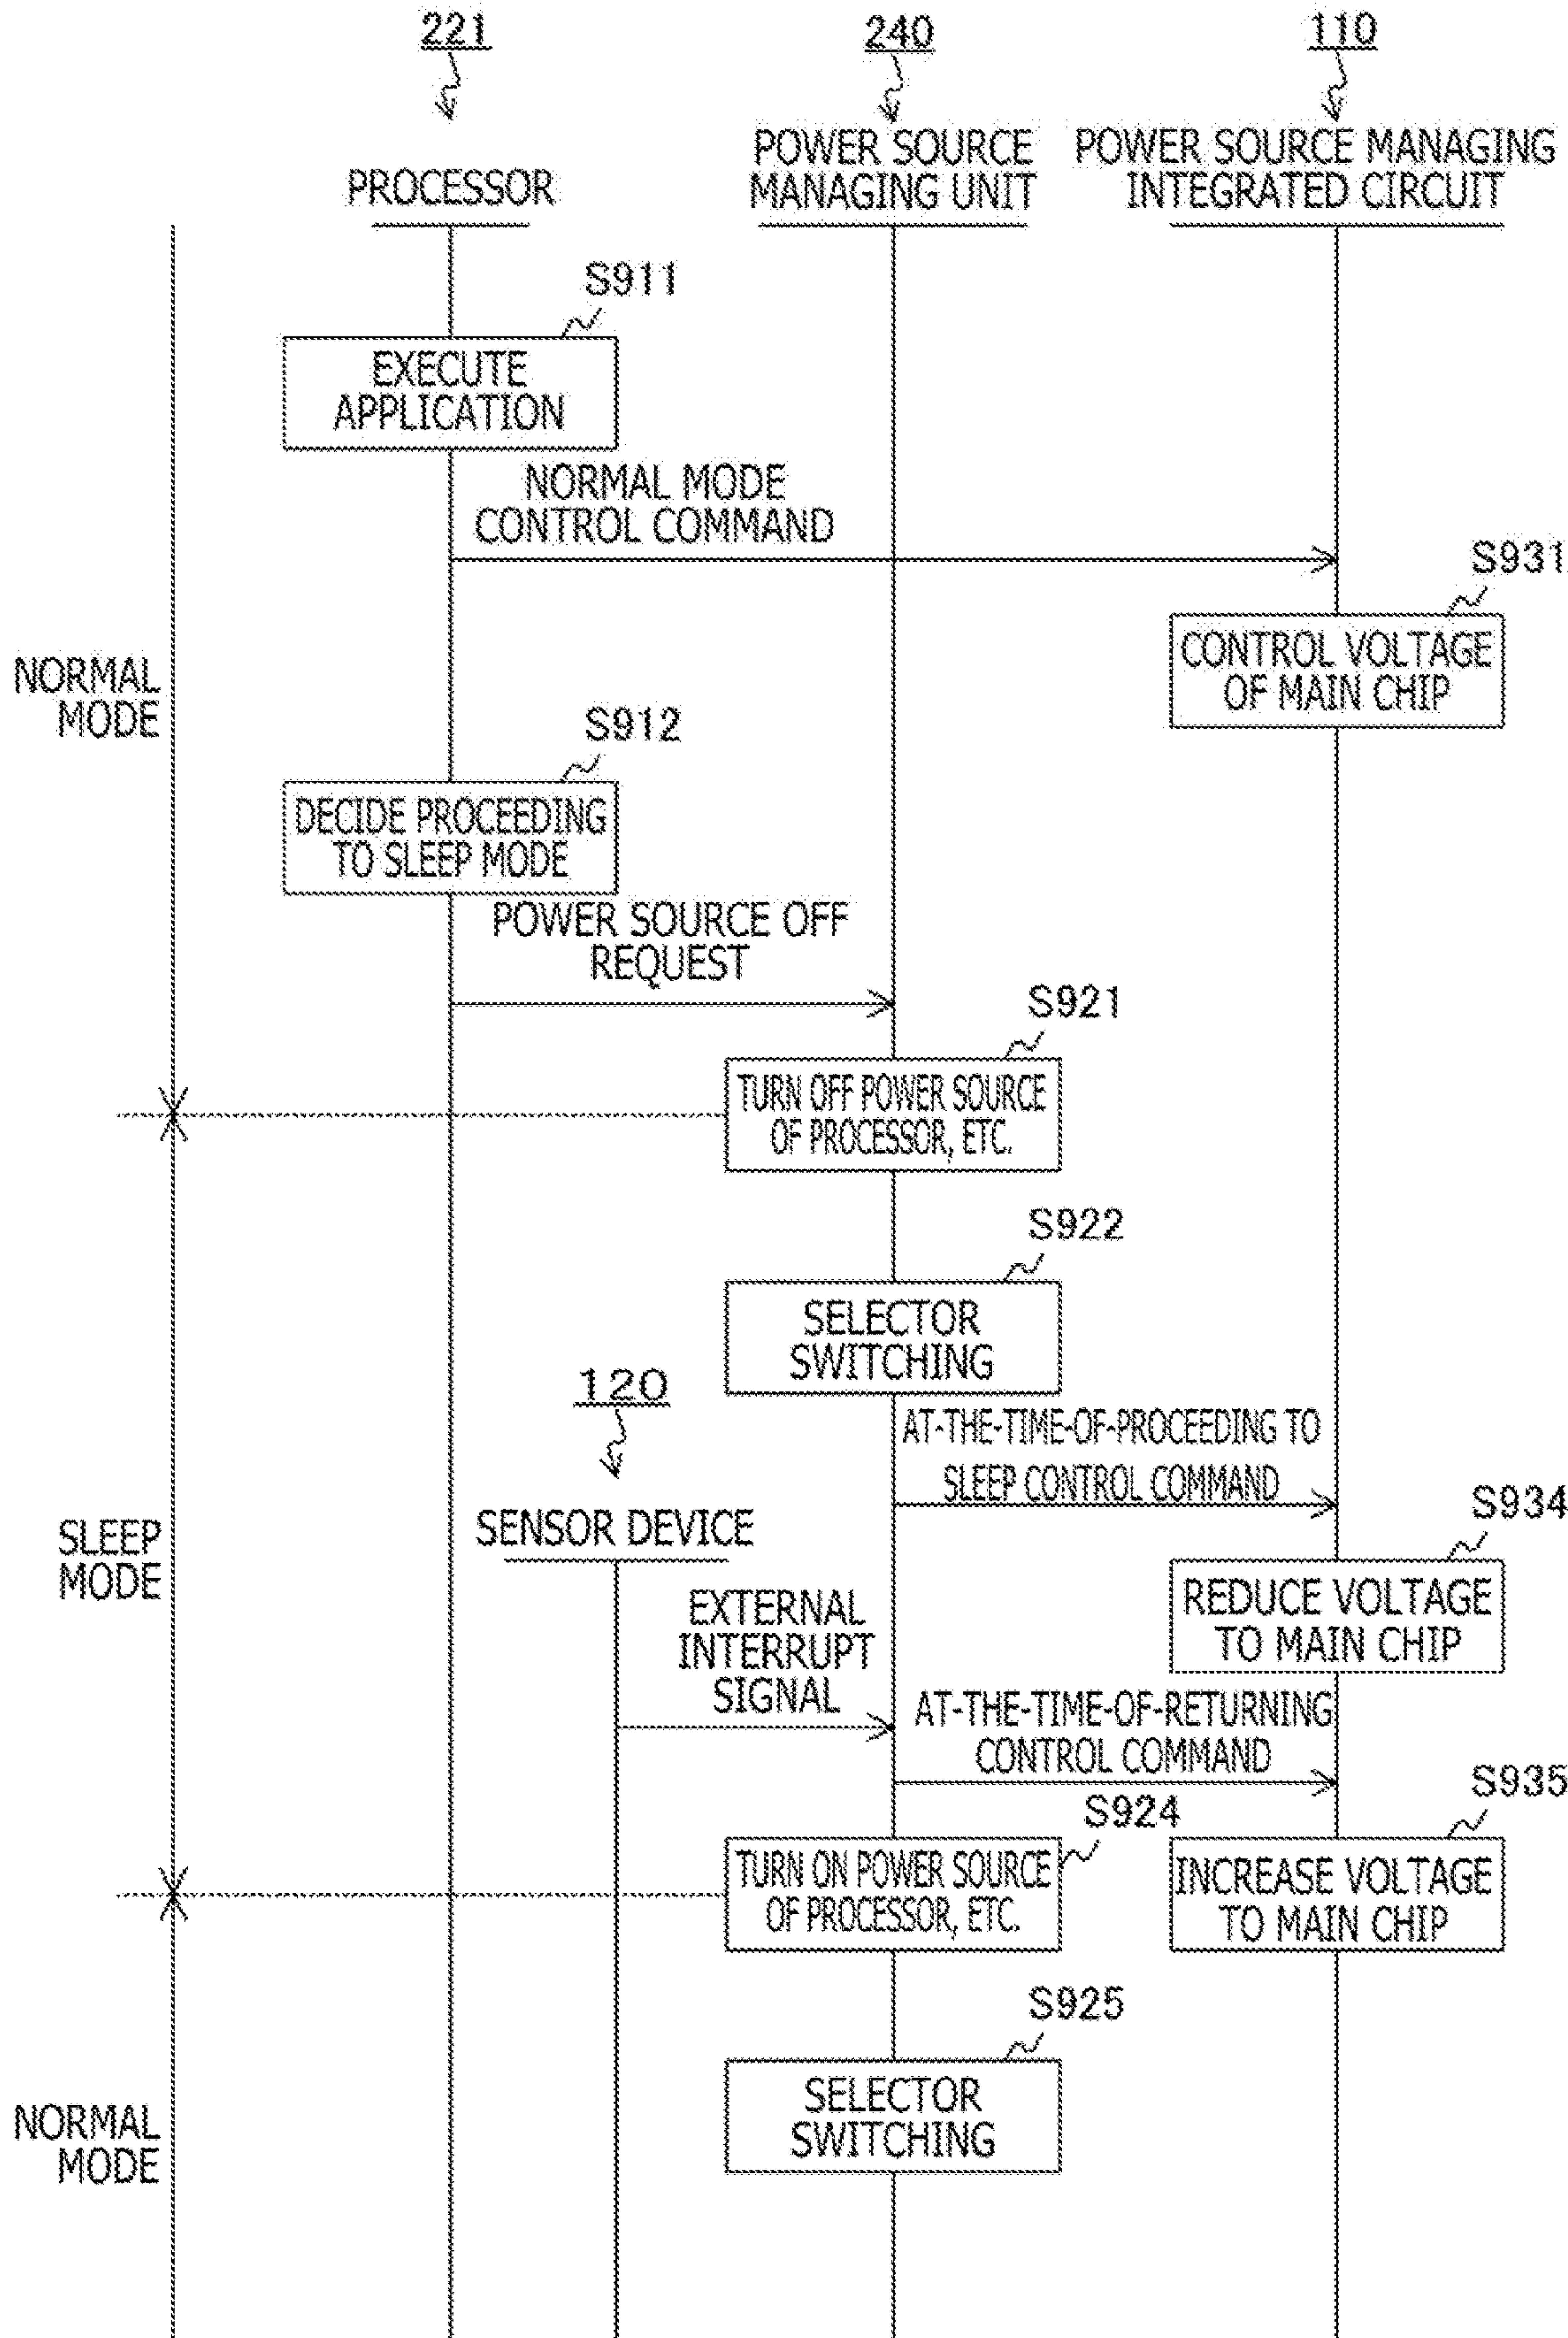 221
240
110
PROCESSOR
POWER SOURCE
MANAGING UNIT
POWER SOURCE MANAGING
INTEGRATED CIRCUIT
S911
EXECUTE
APPLICATION
NORMAL MODE
CONTROL COMMAND
S931
CONTROL VOLTAGE
OF MAIN CHIP
NORMAL
MODE
S912
DECIDE PROCEEDING
TO SLEEP MODE
POWER SOURCE OFF
REQUEST
S921
TURN OFF POWER SOURCE
OF PROCESSOR, ETC.
S922
SELECTOR
SWITCHING
120
SENSOR DEVICE
AT-THE-TIME-OF-PROCEEDING TO
SLEEP CONTROL COMMAND
S934
REDUCE VOLTAGE
TO MAIN CHIP
SLEEP
MODE
EXTERNAL
INTERRUPT
SIGNAL
AT-THE-TIME-OF-RETURNING
CONTROL COMMAND
S935
INCREASE VOLTAGE
TO MAIN CHIP
S924
TURN ON POWER SOURCE
OF PROCESSOR, ETC.
S925
SELECTOR
SWITCHING
NORMAL
MODE